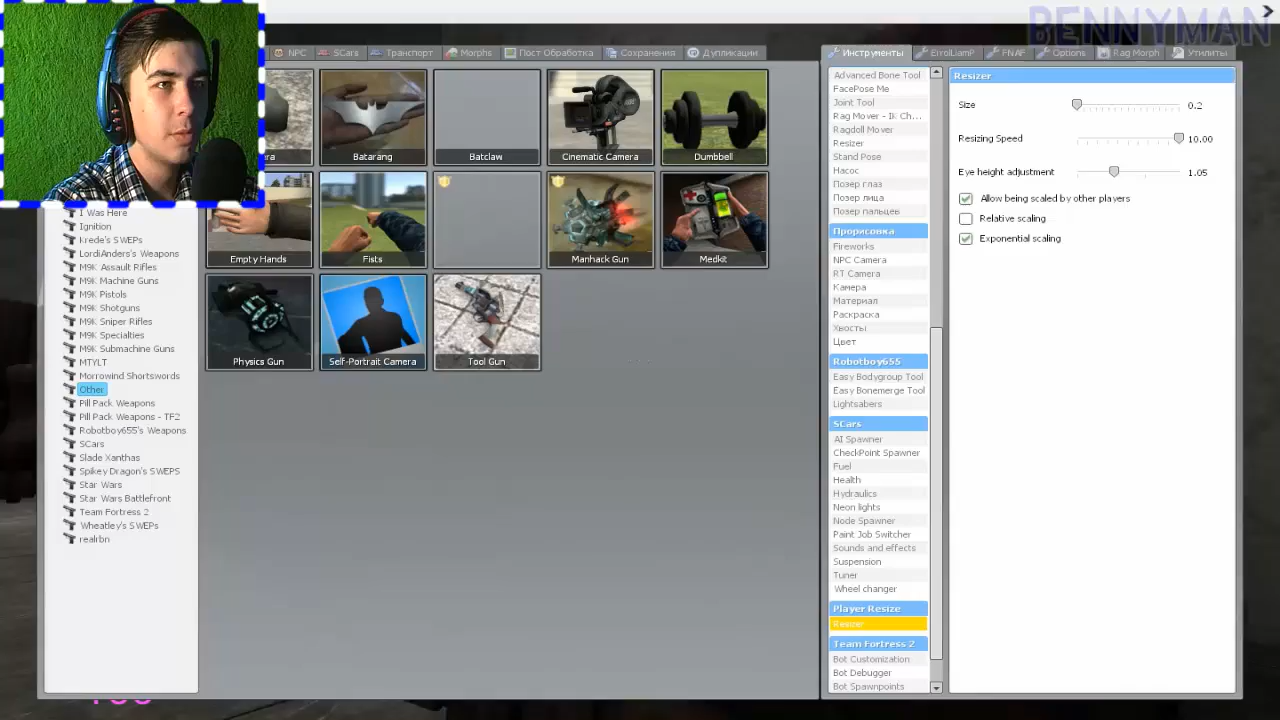 BENNYMAN
NPC
SCars
Транспорт
Morphs
Пост Обработка
Сохранения
Дупликации
Batarang
Batclaw
Cinematic Camera
Dumbbell
Empty Hands
Fists
Manhack Gun
Medkit
Physics Gun
Self-Portrait Camera
Tool Gun
I Was Here
Ignition
Krede's SWEPs
LordiAnders's Weapons
M9K Assault Rifles
M9K Machine Guns
M9K Pistols
M9K Shotguns
M9K Sniper Rifles
M9K Specialties
M9K Submachine Guns
MTYLT
Morrowind Shortswords
Other
Pill Pack Weapons
Pill Pack Weapons - TF2
Robotboy655's Weapons
SCars
Slade Xanthas
Spikey Dragon's SWEPS
Star Wars
Star Wars Battlefront
Team Fortress 2
Wheatley's SWEPs
realrbn
Инструменты
ErrolLiamP
FNAF
Options
Rag Morph
Утилиты
Advanced Bone Tool
FacePose Me
Joint Tool
Rag Mover - IK Ch...
Ragdoll Mover
Resizer
Stand Pose
Насос
Позер глаз
Позер лица
Позер пальцев
Прорисовка
Fireworks
NPC Camera
RT Camera
Камера
Материал
Раскраска
Хвосты
Цвет
Robotboy655
Easy Bodygroup Tool
Easy Bonemerge Tool
Lightsabers
SCars
AI Spawner
CheckPoint Spawner
Fuel
Health
Hydraulics
Neon lights
Node Spawner
Paint Job Switcher
Sounds and effects
Suspension
Tuner
Wheel changer
Player Resize
Resizer
Team Fortress 2
Bot Customization
Bot Debugger
Bot Spawnpoints
Resizer
Size 0.2
Resizing Speed 10.00
Eye height adjustment 1.05
Allow being scaled by other players
Relative scaling
Exponential scaling